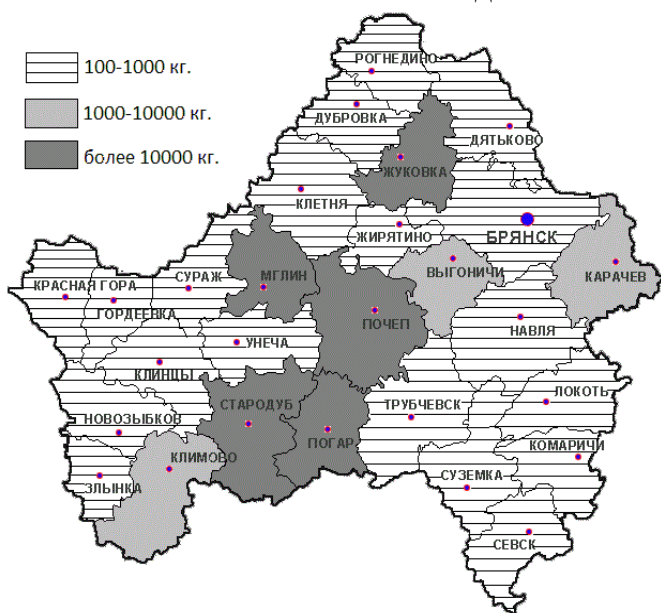 РОГНЕДИНО
100-1000 кг.
1000-10000 кг.
более 10000 кг.
ДУБРОВКА
ДЯТЬКОВО
ЖУКОВКА
КЛЕТНЯ
ЖИРЯТИНО
БРЯНСК
ВЫГОНИЧИ
КАРАЧЕВ
СУРАЖ
МГЛИН
КРАСНАЯ ГОРА
ГОРДЕЕВКА
ПОЧЕП
НАВЛЯ
УНЕЧА
КЛИНЦЫ
ЛОКОТЬ
СТАРОДУБ
ТРУБЧЕВСК
НОВОЗЫБКОВ
ПОГАР
КОМАРИЧИ
КЛИМОВО
ЗЛЫНКА
СУЗЕМКА
СЕВСК